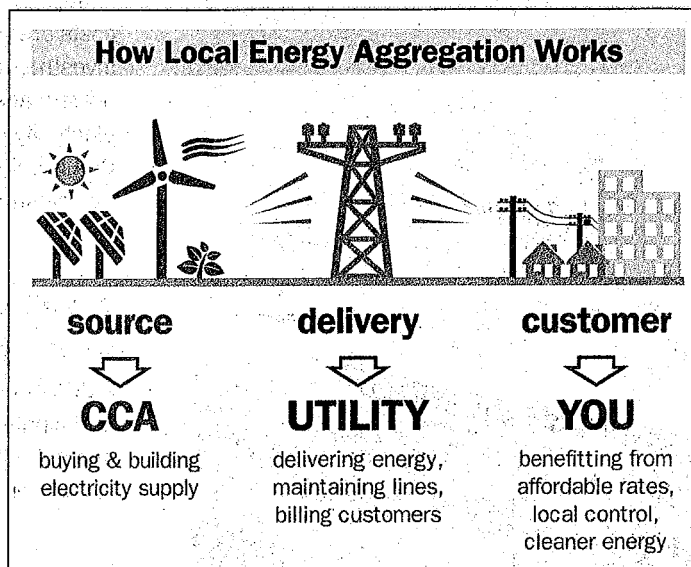 How Local Energy Aggregation Works
source
delivery
customer
CCA
UTILITY
YOU
buying & building
electricity supply
delivering energy,
maintaining lines,
billing customers
benefitting from
affordable rates,
local control,
cleaner energy